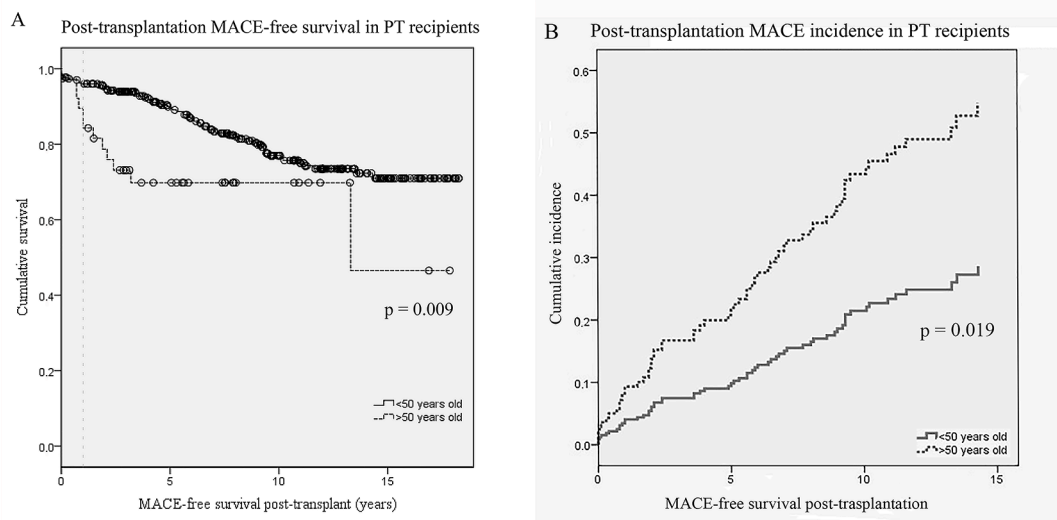 A
Post-transplantation MACE-free survival in PT recipients
Cumulative survival
1.0
0.8
0.6
0.4
0.2
0.0
p = 0.009
<50 years old
>50 years old
0 5 10 15
MACE-free survival post-transplant (years)
B
Post-transplantation MACE incidence in PT recipients
Cumulative incidence
0.6
0.5
0.4
0.3
0.2
0.1
0.0
p = 0.019
<50 years old
>50 years old
0 5 10 15
MACE-free survival post-trasplantation